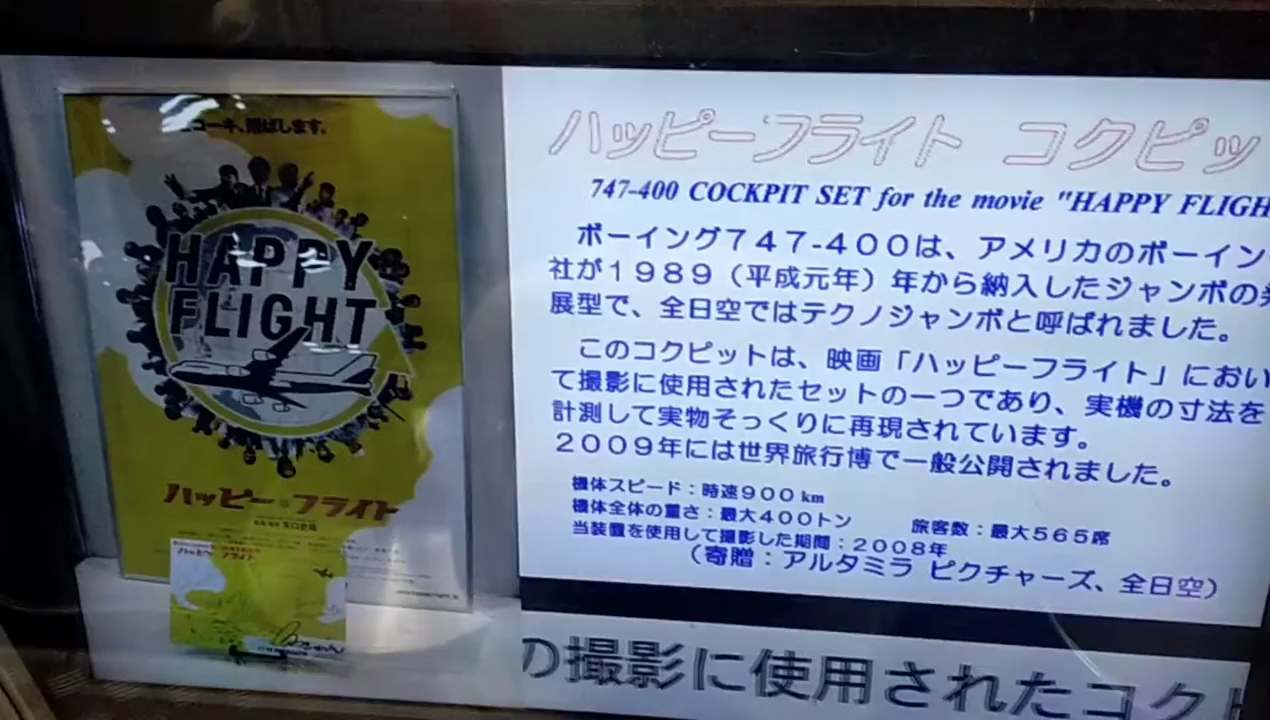 ーネ、飛ばします。
HAPPY
FLIGHT
ハッピーフライト
ハッピー
フライト
ハッピーフライト コクピッ
747-400 COCKPIT SET for the movie "HAPPY FLIGH
ボーイング747-400は、アメリカのボーイン
社が1989（平成元年）年から納入したジャンボの発
展型で、全日空ではテクノジャンボと呼ばれました。
このコクピットは、映画「ハッピーフライト」におい
て撮影に使用されたセットの一つであり、実機の寸法を
計測して実物そっくりに再現されています。
2009年には世界旅行博で一般公開されました。
機体スピード：時速900km
機体全体の重さ：最大400トン 旅客数：最大565席
当装置を使用して撮影した期間：2008年
（寄贈：アルタミラ ピクチャーズ、全日空）
の撮影に使用されたコクピ